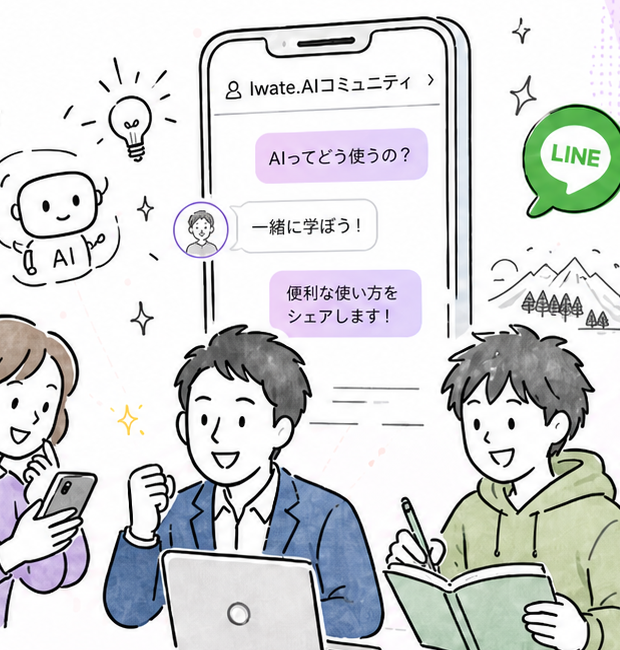 Iwate.AIコミュニティ
AIってどう使うの？
一緒に学ぼう！
便利な使い方を
シェアします！
LINE
AI